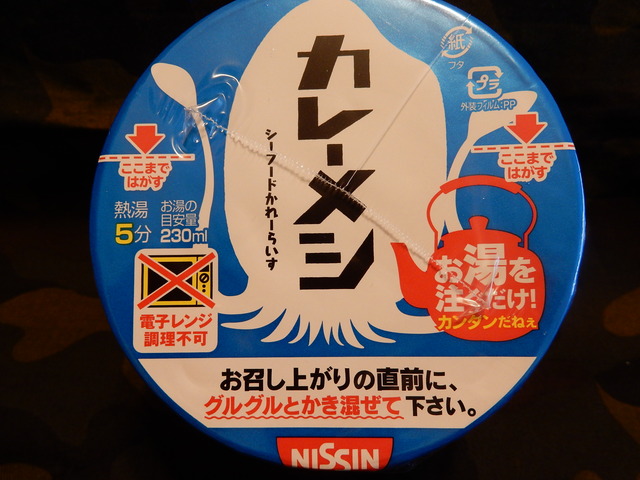 カレーメシ
シーフードかれーらいす
紙
フタ
プラ
外装フィルム:PP
ここまで
はがす
ここまで
はがす
熱湯
5分
お湯の
目安量
230ml
お湯を
注ぐだけ!
カンタンだねぇ
電子レンジ
調理不可
お召し上がりの直前に、
グルグルとかき混ぜて下さい。
NISSIN